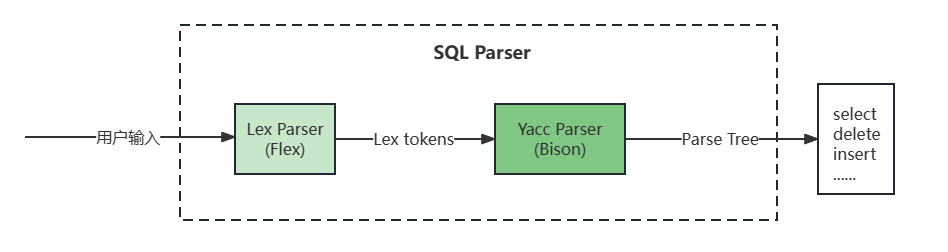 SQL Parser
用户输入
Lex Parser
(Flex)
Lex tokens
Yacc Parser
(Bison)
Parse Tree
select
delete
insert
......